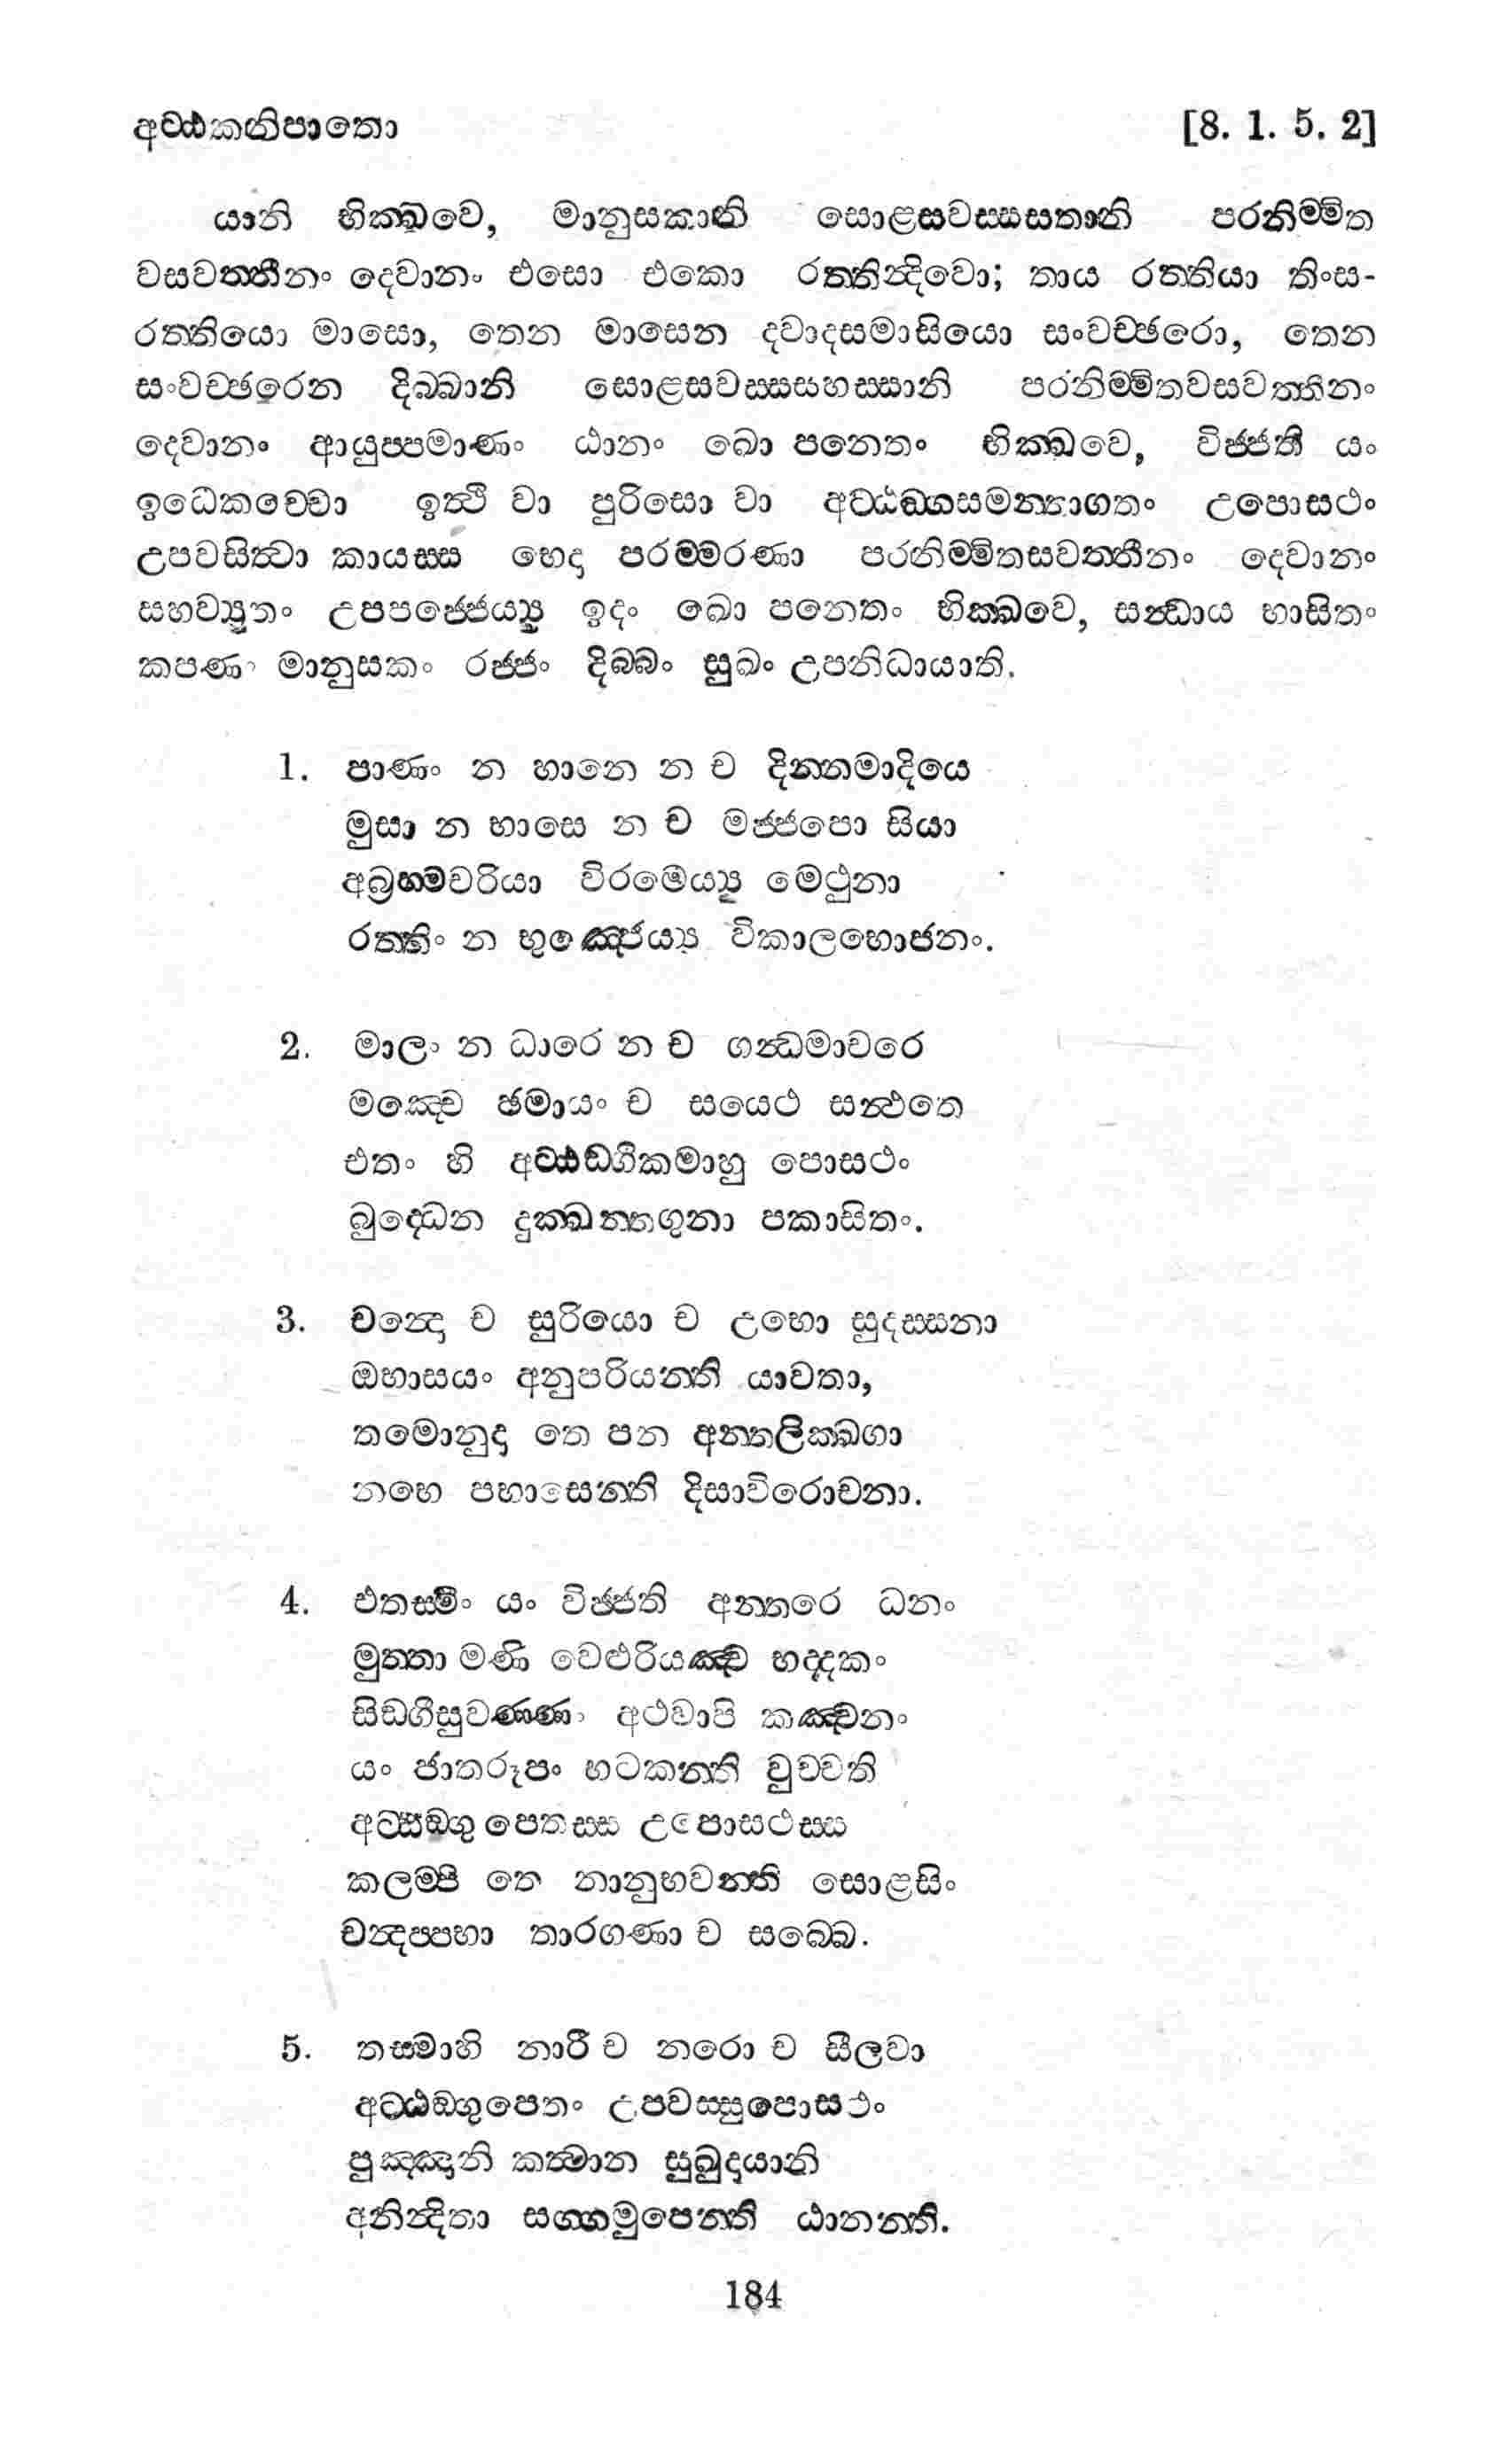 අට්ඨකනිපාතො [8. 1. 5. 2]
යානි භික්ඛවෙ, මානුසකානි සොළසවස්සසතානි පරනිම්මිත
වසවත්තීනං දෙවානං එසො එකො රත්තින්දිවො; තාය රත්තියා තිංස-
රත්තියො මාසො, තෙන මාසෙන ද්වාදසමාසියො සංවච්ඡරො, තෙන
සංවච්ඡරෙන දිබ්බානි සොළසවස්සසහස්සානි පරනිම්මිතවසවත්තීනං
දෙවානං ආයුප්පමාණං ඨානං ඛො පනෙතං භික්ඛවෙ, විජ්ජති යං
ඉධෙකච්චො ඉත්ථි වා පුරිසො වා අට්ඨඞ්ගසමන්නාගතං උපොසථං
උපවසිත්වා කායස්ස භෙදා පරම්මරණා පරනිම්මිතසවත්තීනං දෙවානං
සහව්‍යුතං උපපජ්ජෙය්‍ය ඉදං ඛො පනෙතං භික්ඛවෙ, සන්ධාය භාසිතං
කපණං මානුසකං රජ්ජං දිබ්බං සුඛං උපනිධායාති.
1. පාණං න හානෙ න ච දින්නමාදියෙ
මුසා න භාසෙ න ච මජ්ජපො සියා
අබ්‍රහ්මචරියා විරමෙය්‍ය මෙථුනා
රත්තිං න භුඤ්ජෙය්‍ය විකාලභොජනං.
2. මාලං න ධාරෙ න ච ගන්ධමාචරෙ
මඤ්චෙ ඡමායං ච සයෙථ සන්ථතෙ
එතං හි අට්ඨඞ්ගිකමාහු පොසථං
බුද්ධෙන දුක්ඛන්තගුනා පකාසිතං.
3. චන්දො ච සුරියො ච උභො සුදස්සනා
ඔභාසයං අනුපරියන්ති යාවතා,
තමොනුදා තෙ පන අන්තලික්ඛගා
නභෙ පභාසෙන්ති දිසාවිරොචනා.
4. එතස්මිං යං විජ්ජති අන්තරෙ ධනං
මුත්තා මණි වෙළුරියඤ්ච භද්දකං
සිඞ්ගීසුවණ්ණං අථවාපි කඤ්චනං
යං ජාතරූපං හටකන්ති වුච්චති
අට්ඨඞ්ගුපෙතස්ස උපොසථස්ස
කලම්පි තෙ නානුභවන්ති සොළසිං
චන්දප්පභා තාරගණා ච සබ්බෙ.
5. තස්මාහි නාරී ච නරො ච සීලවා
අට්ඨඞ්ගුපෙතං උපවස්සුපොසථං
පුඤ්ඤානි කත්වාන සුඛුද්‍රයානි
අනින්දිතා සග්ගමුපෙන්ති ඨානන්ති.
184